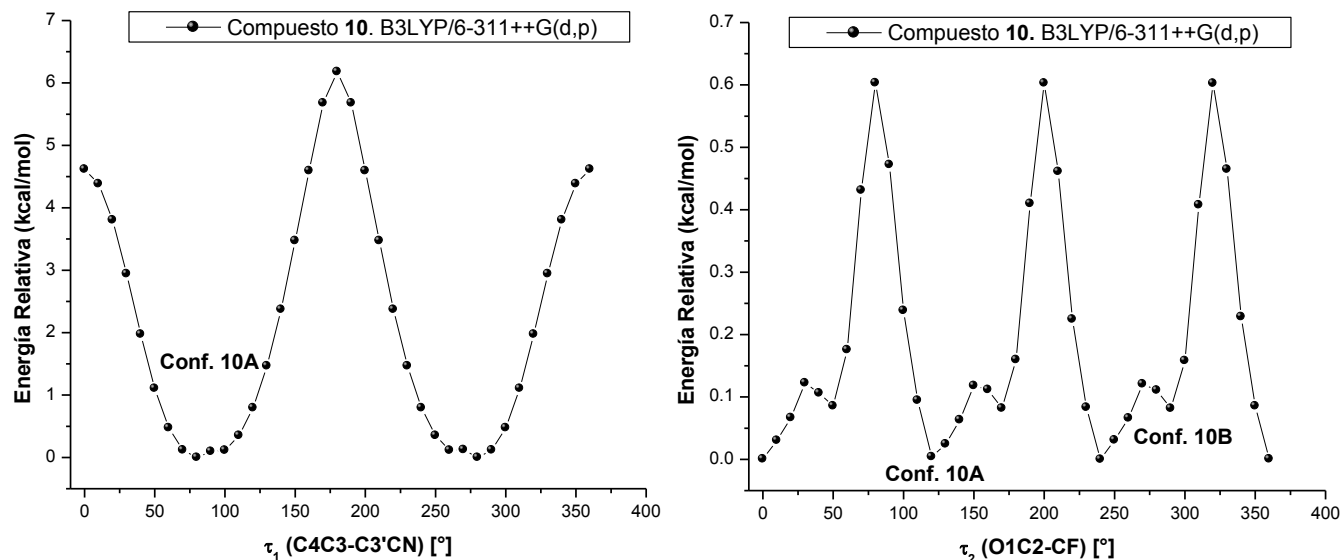 Compuesto 10. B3LYP/6-311++G(d,p)
Energía Relativa (kcal/mol)
7
6
5
4
3
2
1
0
Conf. 10A
0 50 100 150 200 250 300 350 400
τ1 (C4C3-C3'CN) [°]
Compuesto 10. B3LYP/6-311++G(d,p)
Energía Relativa (kcal/mol)
0.7
0.6
0.5
0.4
0.3
0.2
0.1
0.0
Conf. 10B
Conf. 10A
0 50 100 150 200 250 300 350 400
τ2 (O1C2-CF) [°]